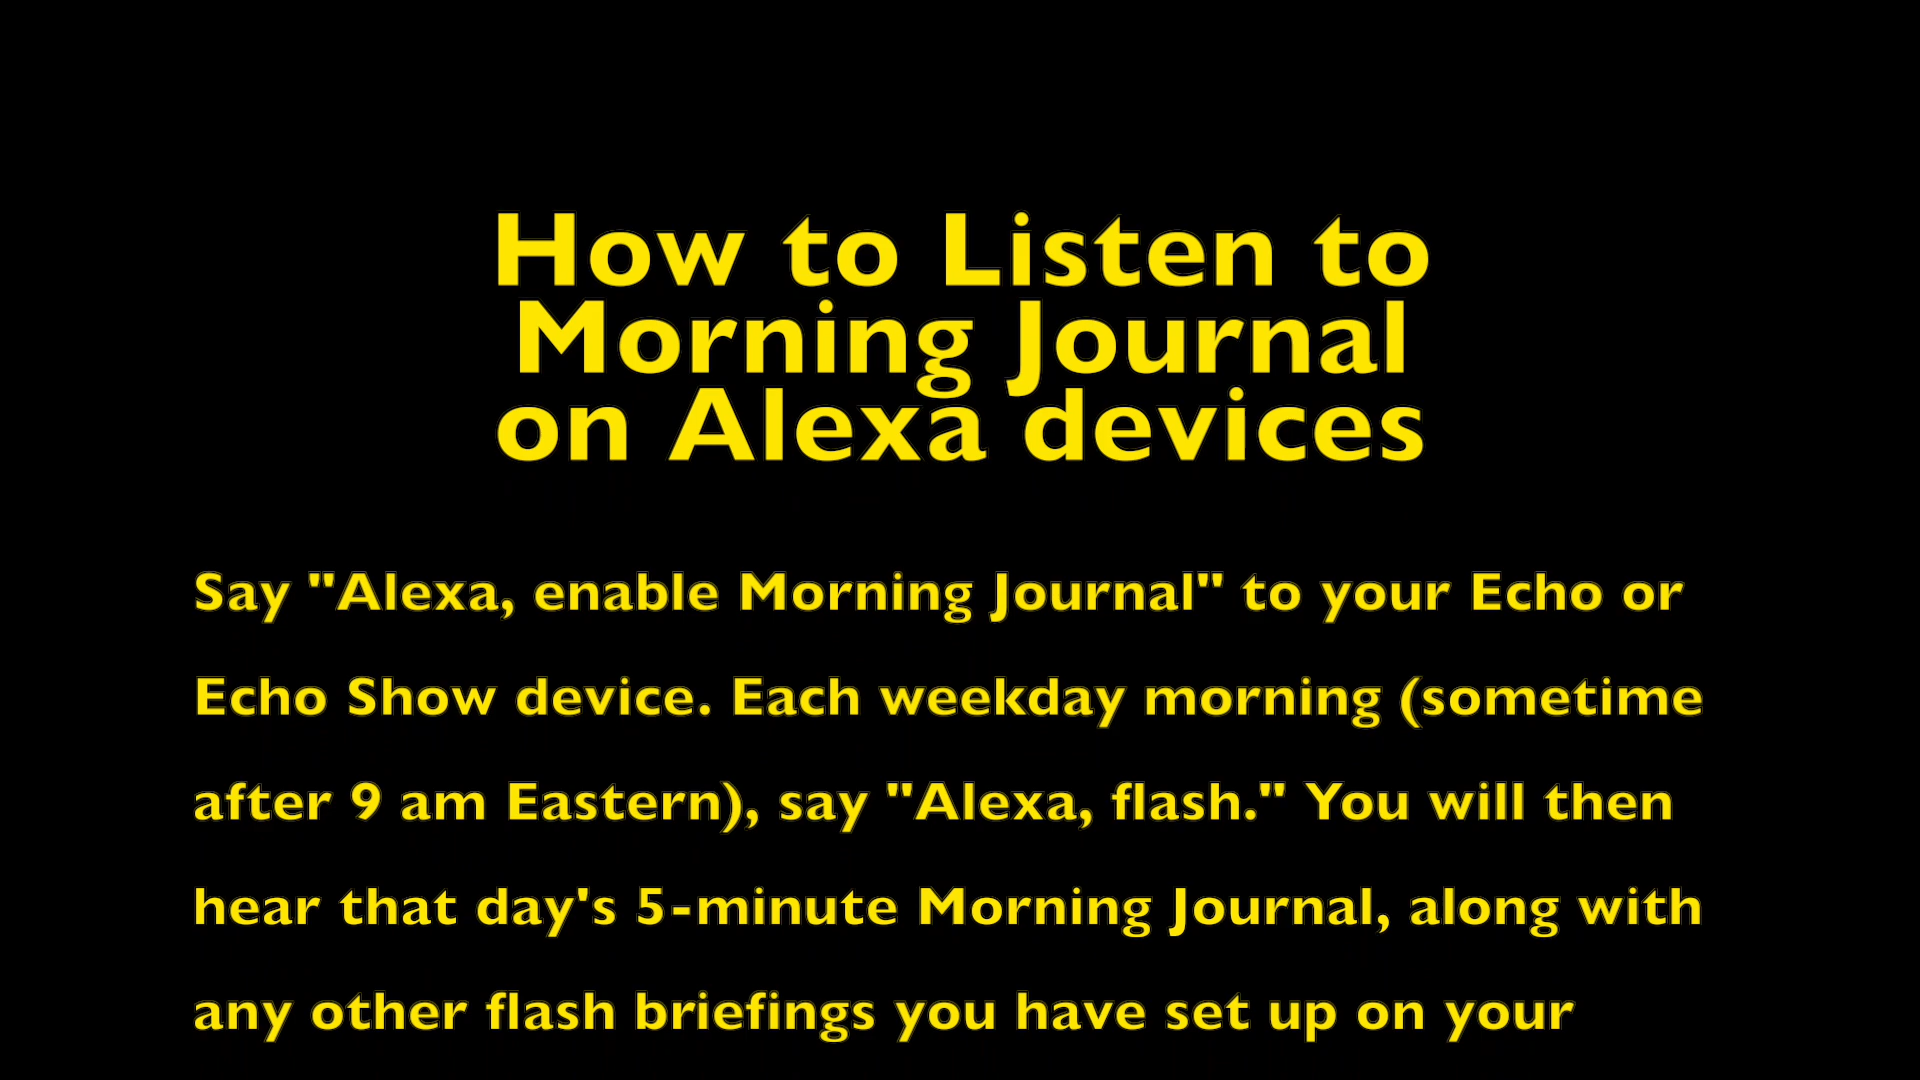 How to Listen to
Morning Journal
on Alexa devices
Say "Alexa, enable Morning Journal" to your Echo or
Echo Show device. Each weekday morning (sometime
after 9 am Eastern), say "Alexa, flash." You will then
hear that day's 5-minute Morning Journal, along with
any other flash briefings you have set up on your